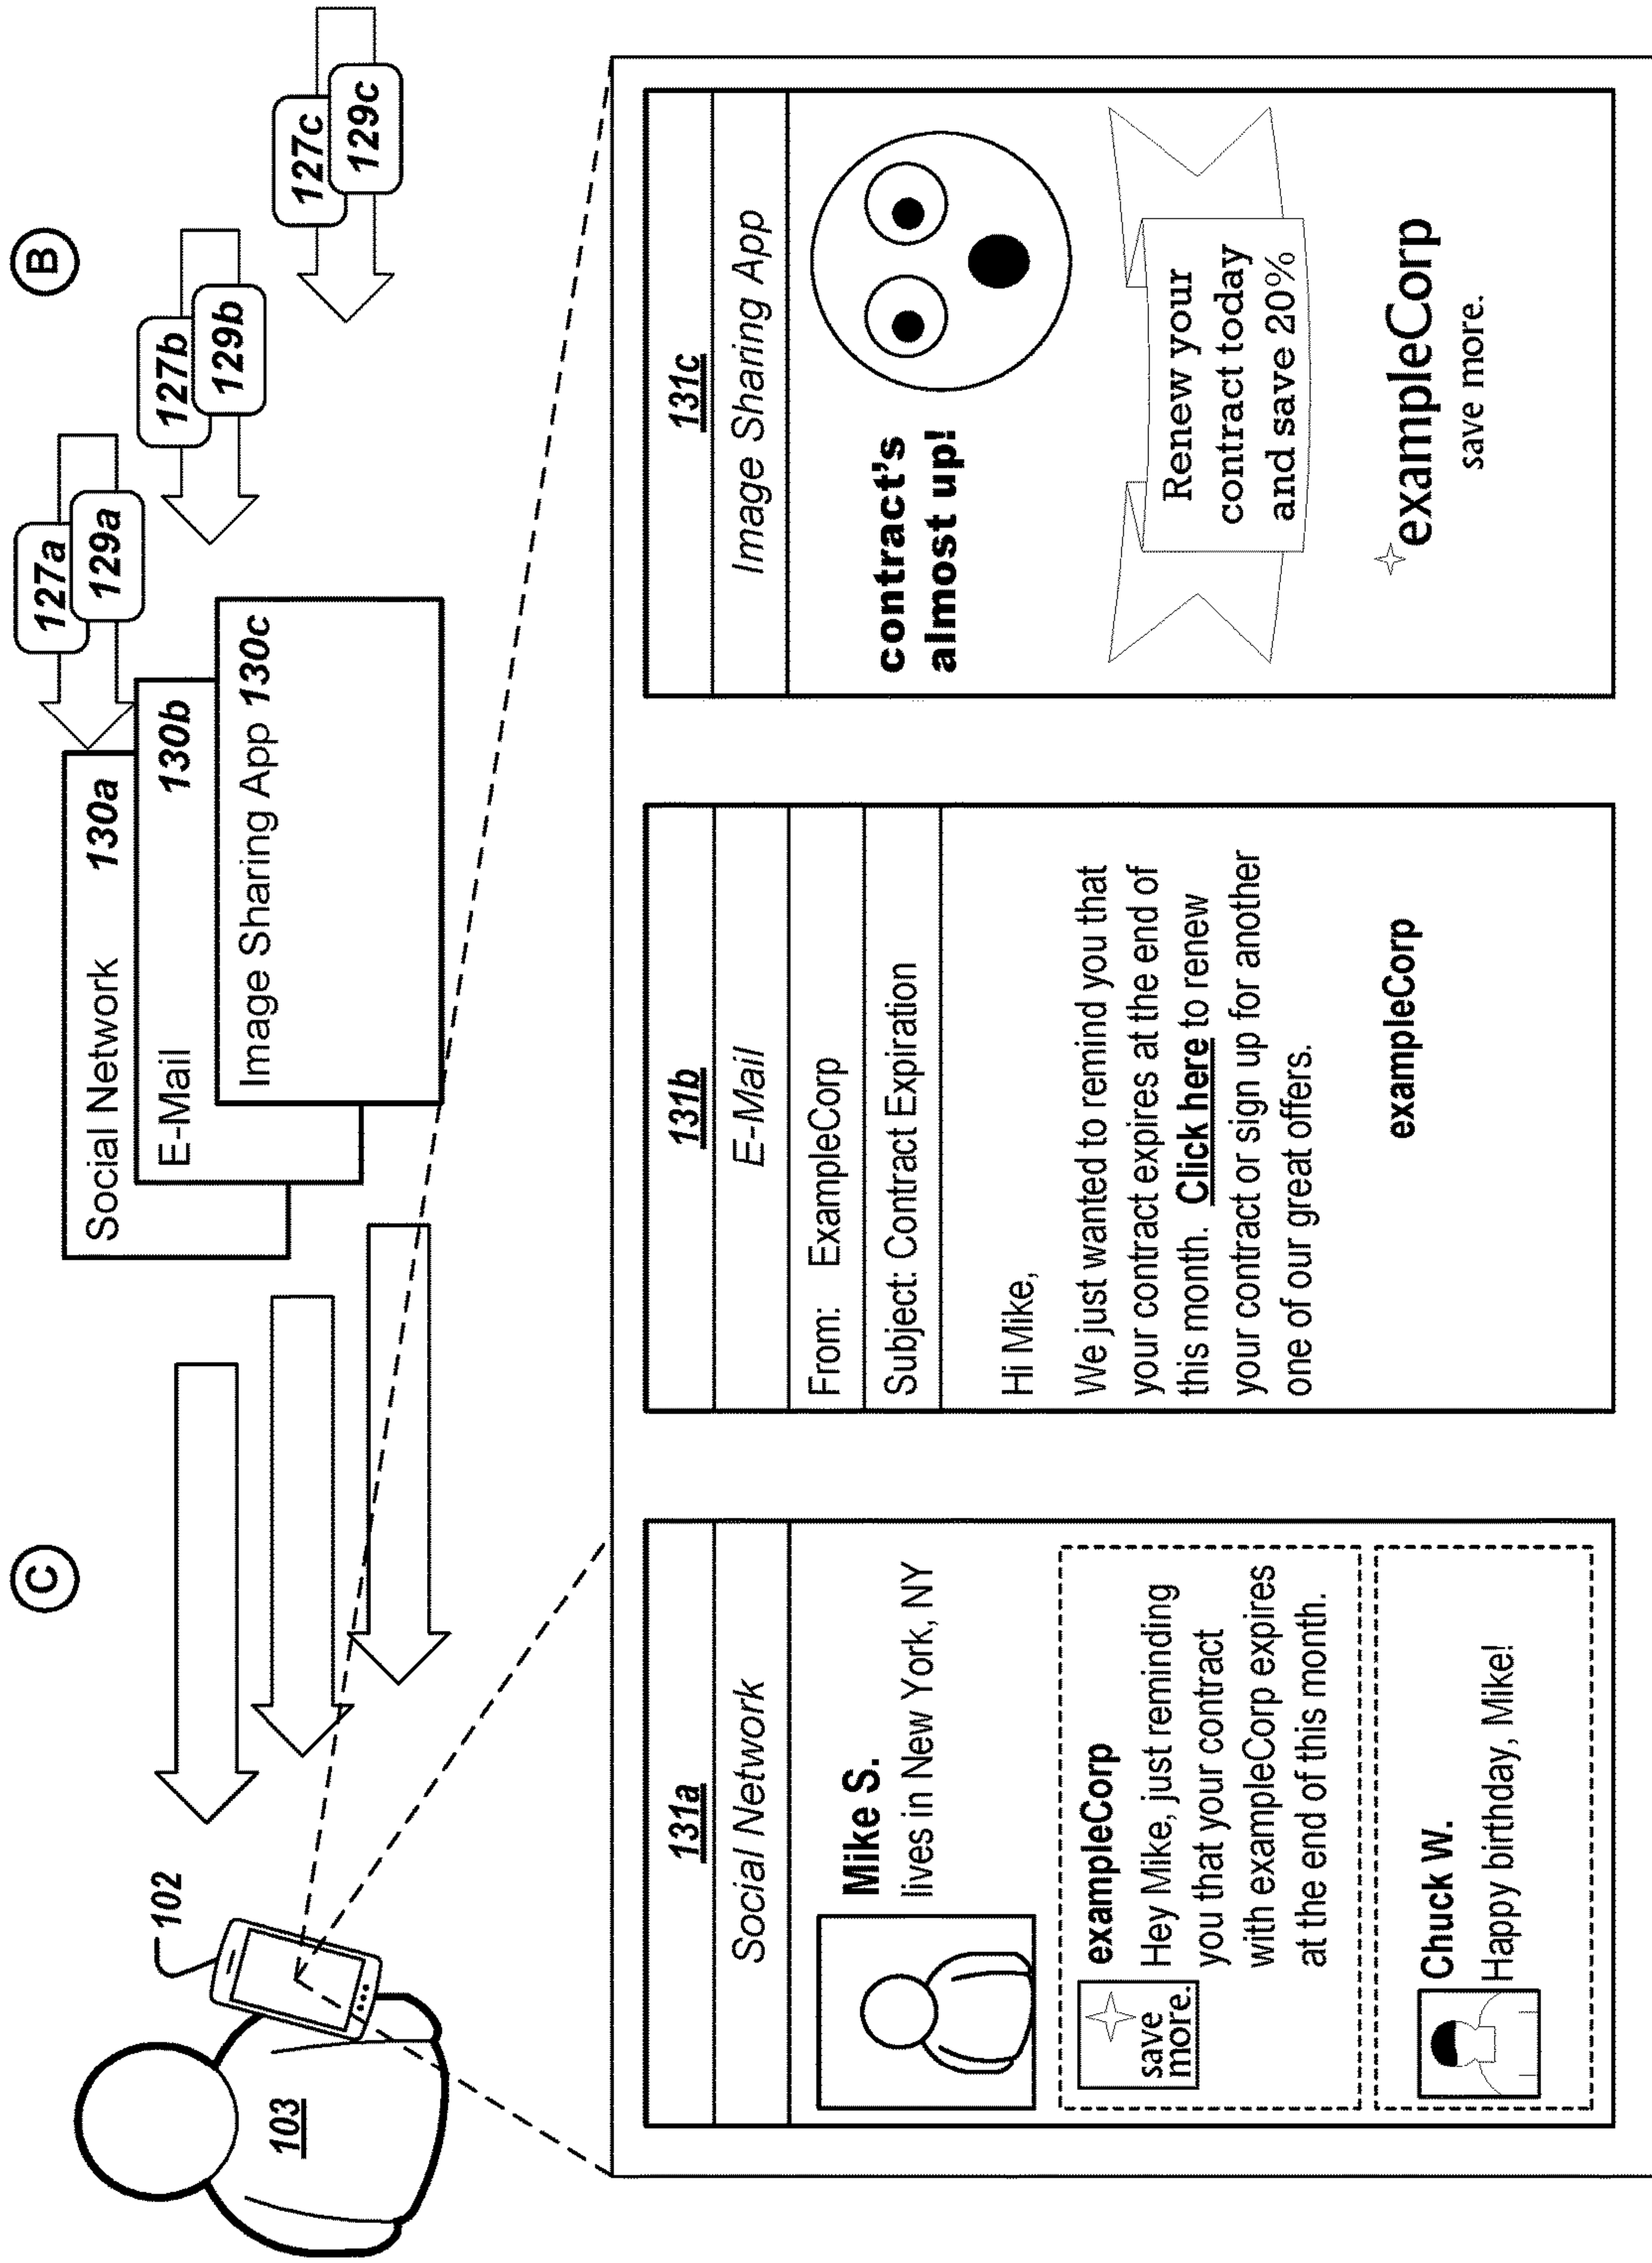 C
B
102
103
127a
129a
127b
129b
127c
129c
Social Network 130a
E-Mail 130b
Image Sharing App 130c
131a
Social Network
Mike S.
lives in New York, NY
save
more.
exampleCorp
Hey Mike, just reminding
you that your contract
with exampleCorp expires
at the end of this month.
Chuck W.
Happy birthday, Mike!
131b
E-Mail
From: ExampleCorp
Subject: Contract Expiration
Hi Mike,
We just wanted to remind you that
your contract expires at the end of
this month. Click here to renew
your contract or sign up for another
one of our great offers.
exampleCorp
131c
Image Sharing App
contract's
almost up!
Renew your
contract today
and save 20%
exampleCorp
save more.